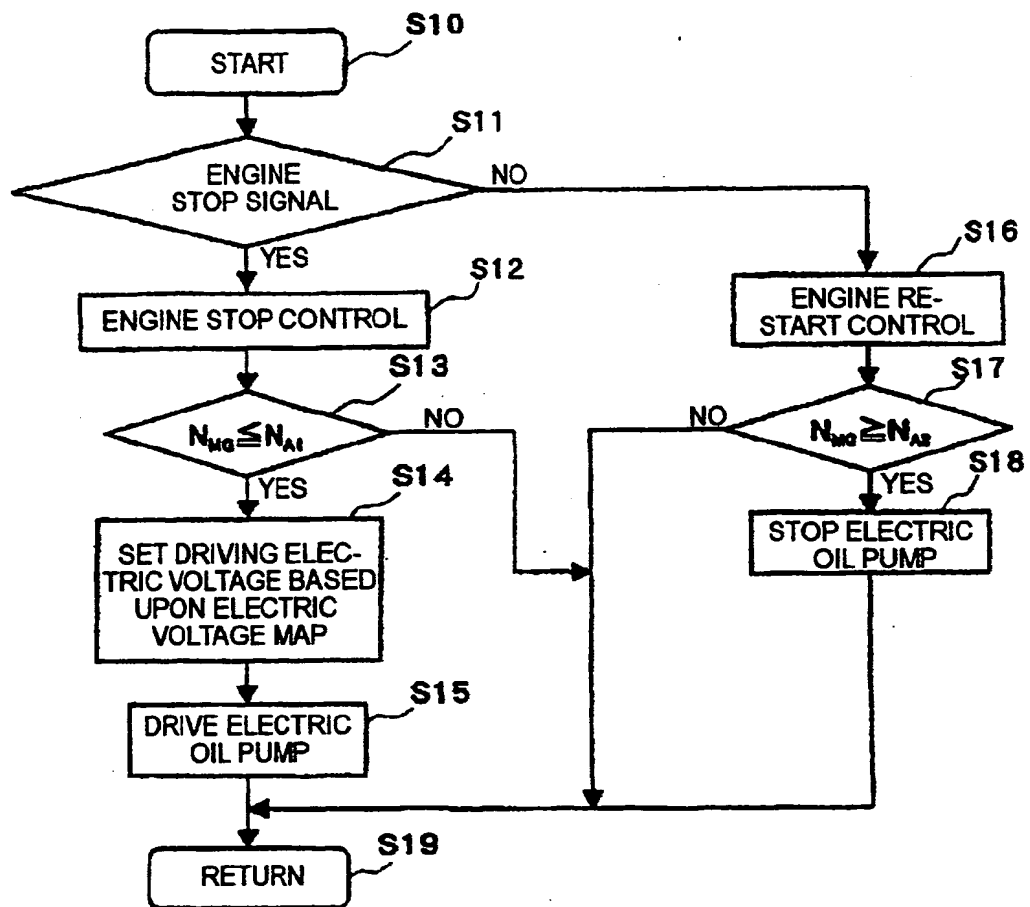 S10
START
S11
ENGINE
STOP SIGNAL
NO
YES
S12
ENGINE STOP CONTROL
S13
N_MG ≦ N_A1
NO
YES
S14
SET DRIVING ELEC-
TRIC VOLTAGE BASED
UPON ELECTRIC
VOLTAGE MAP
S15
DRIVE ELECTRIC
OIL PUMP
S16
ENGINE RE-
START CONTROL
S17
NO
N_MG ≧ N_A2
YES
S18
STOP ELECTRIC
OIL PUMP
S19
RETURN